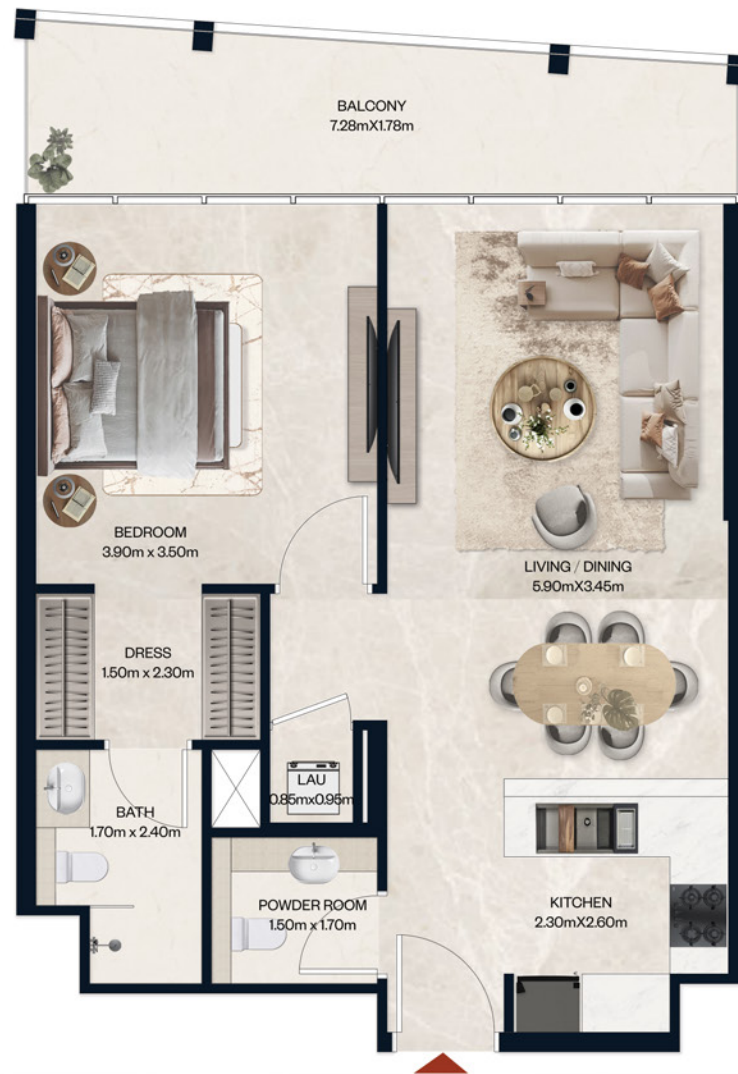 BALCONY
7.28mX1.78m
BEDROOM
3.90m x 3.50m
LIVING / DINING
5.90mX3.45m
DRESS
1.50m x 2.30m
LAU
0.85mx0.95m
BATH
1.70m x 2.40m
POWDER ROOM
1.50m x 1.70m
KITCHEN
2.30mX2.60m